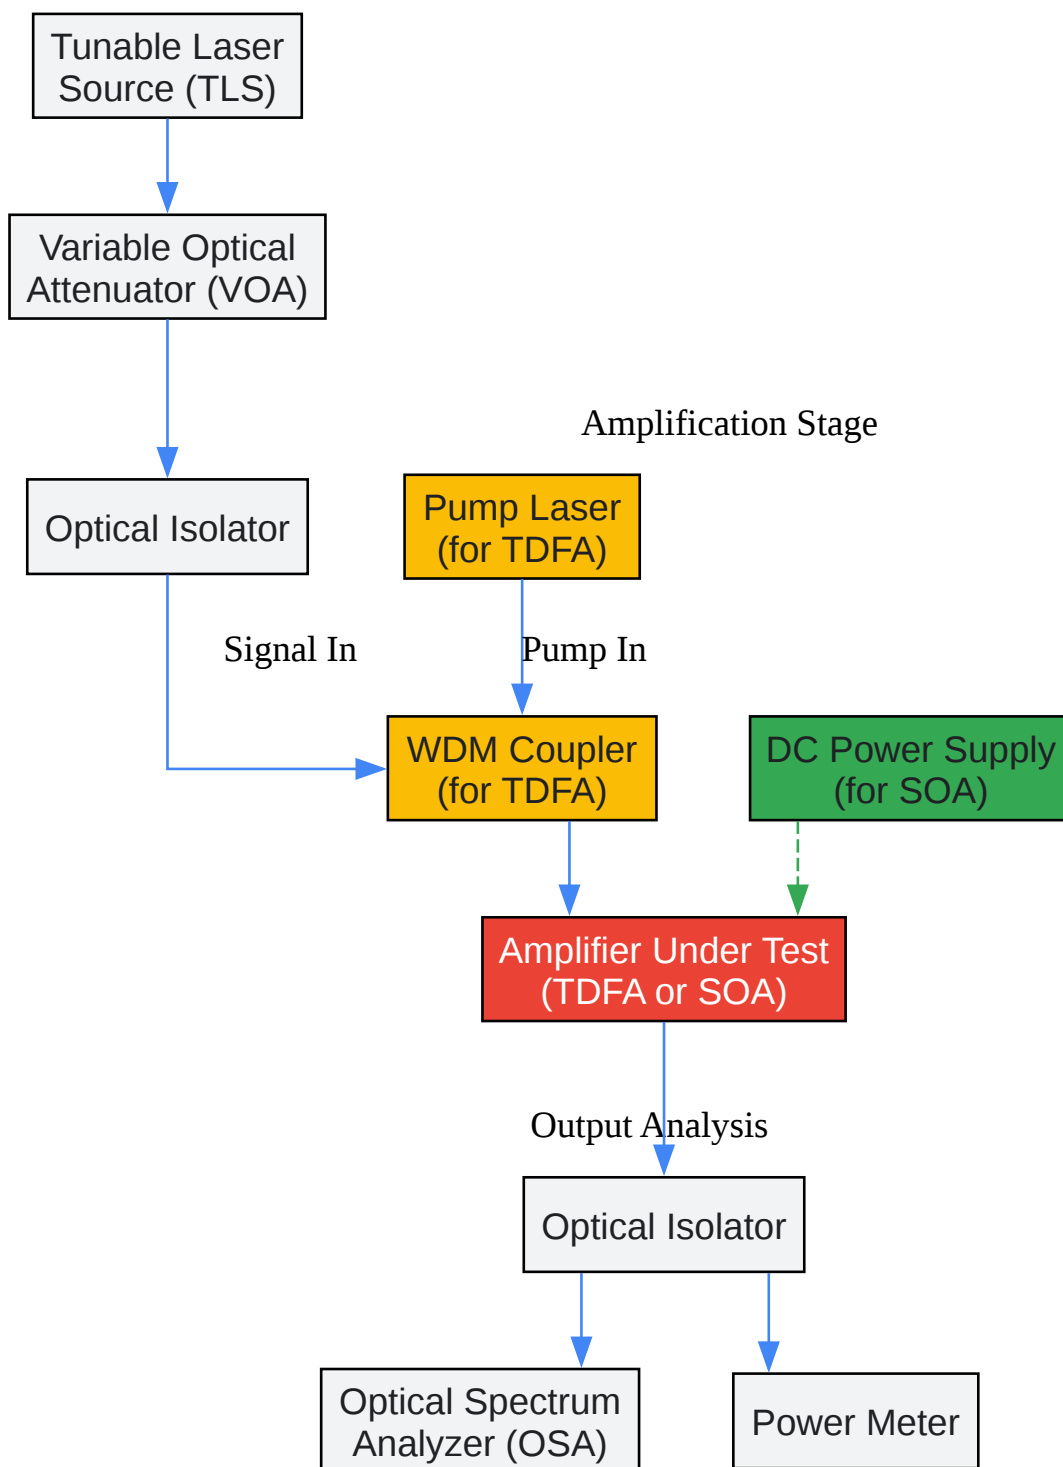 Tunable Laser
Source (TLS)
Variable Optical
Attenuator (VOA)
Amplification Stage
Optical Isolator
Pump Laser
(for TDFA)
Signal In
Pump In
WDM Coupler
(for TDFA)
DC Power Supply
(for SOA)
Amplifier Under Test
(TDFA or SOA)
Output Analysis
Optical Isolator
Optical Spectrum
Analyzer (OSA)
Power Meter